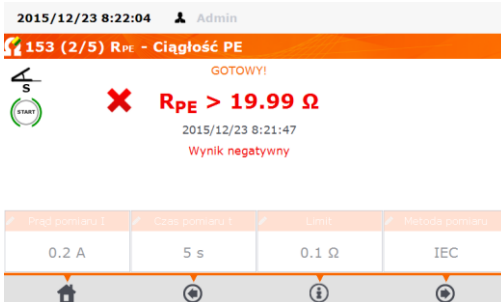 2015/12/23 8:22:04 Admin
153 (2/5) RPE - Ciągłość PE
GOTOWY!
S
START
RPE > 19.99 Ω
2015/12/23 8:21:47
Wynik negatywny
Prąd pomiaru I Czas pomiaru t Limit Metoda pomiaru
0.2 A 5 s 0.1 Ω IEC